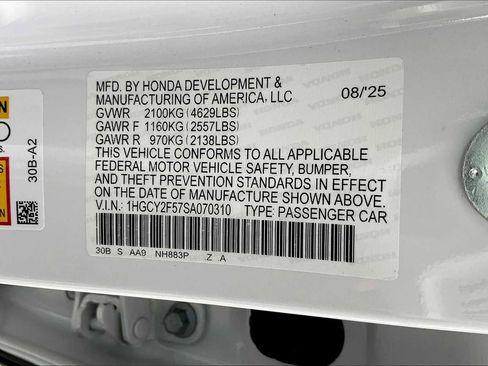 MFD. BY HONDA DEVELOPMENT &
MANUFACTURING OF AMERICA, LLC 08/25
GVWR 2100KG (4629LBS)
GAWR F 1160KG (2557LBS)
GAWR R 970KG (2138LBS)
THIS VEHICLE CONFORMS TO ALL APPLICABLE
FEDERAL MOTOR VEHICLE SAFETY, BUMPER,
AND THEFT PREVENTION STANDARDS IN EFFECT
ON THE DATE OF MANUFACTURE SHOWN ABOVE.
V.I.N.: 1HGCY2F57SA070310 TYPE: PASSENGER CAR
30B S AA9 NH883P Z A
30B-A2